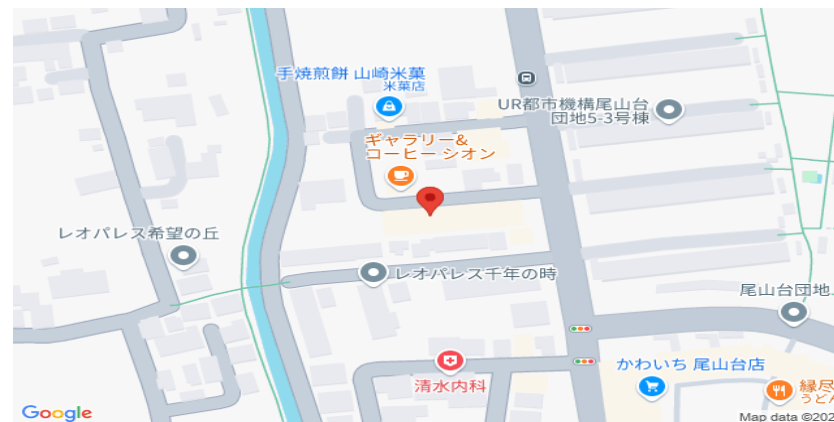 手焼煎餅 山崎米菓
米菓店
UR都市機構尾山台
団地5-3号棟
ギャラリー&
コーヒー シオン
レオパレス希望の丘
レオパレス千年の時
尾山台団地
かわいち 尾山台店
清水内科
縁尽
うどん
Google
Map data ©202